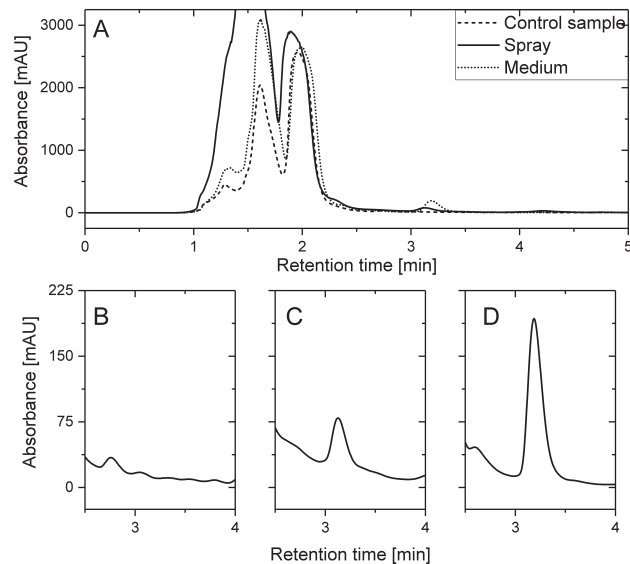 A
Control sample
Spray
Medium
Absorbance [mAU]
3000
2000
1000
0
0 1 2 3 4 5
Retention time [min]
B C D
Absorbance [mAU]
225
150
75
0
3 4 3 4 3 4
Retention time [min]